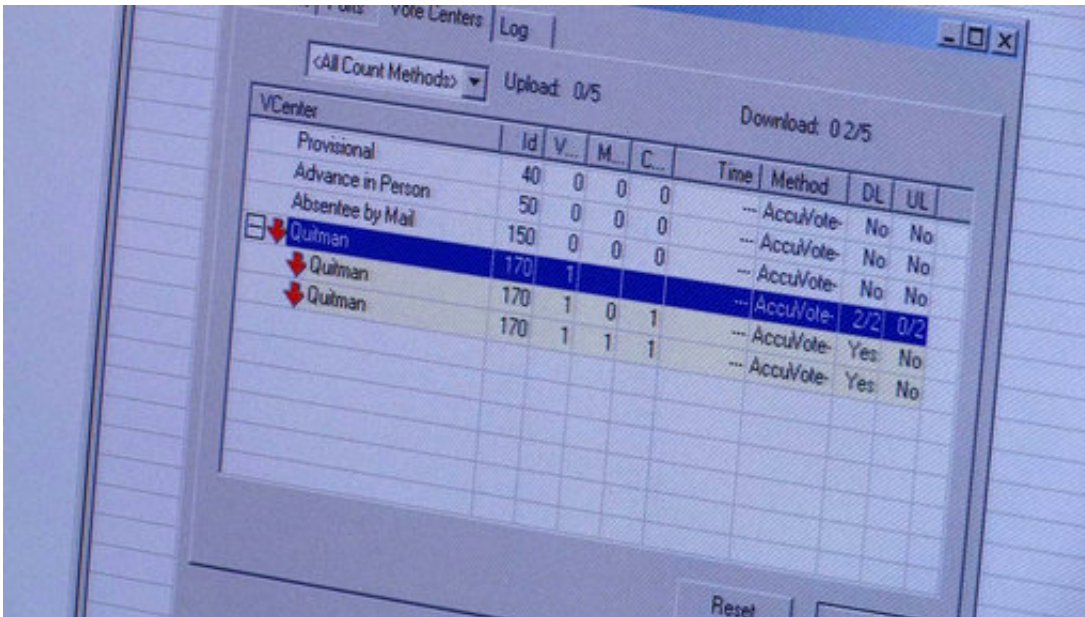 Ports Vote Centers Log
<All Count Methods> Upload: 0/5 Download: 0 2/5
VCenter Id V... M... C... Time Method DL UL
Provisional 40 0 0 0 --- AccuVote- No No
Advance in Person 50 0 0 0 --- AccuVote- No No
Absentee by Mail 150 0 0 0 --- AccuVote- No No
Quitman 170 1 --- AccuVote- 2/2 0/2
Quitman 170 1 0 1 --- AccuVote- Yes No
Quitman 170 1 1 1 --- AccuVote- Yes No
Reset